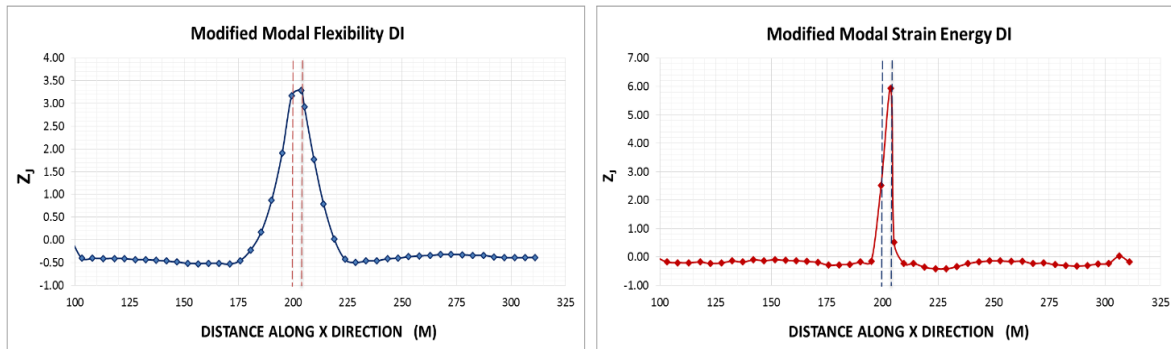 Modified Modal Flexibility DI
4.00
3.50
3.00
2.50
2.00
1.50
1.00
0.50
0.00
-0.50
-1.00
ZJ
100 125 150 175 200 225 250 275 300 325
DISTANCE ALONG X DIRECTION (M)
Modified Modal Strain Energy DI
7.00
6.00
5.00
4.00
3.00
2.00
1.00
0.00
-1.00
ZJ
100 125 150 175 200 225 250 275 300 325
DISTANCE ALONG X DIRECTION (M)